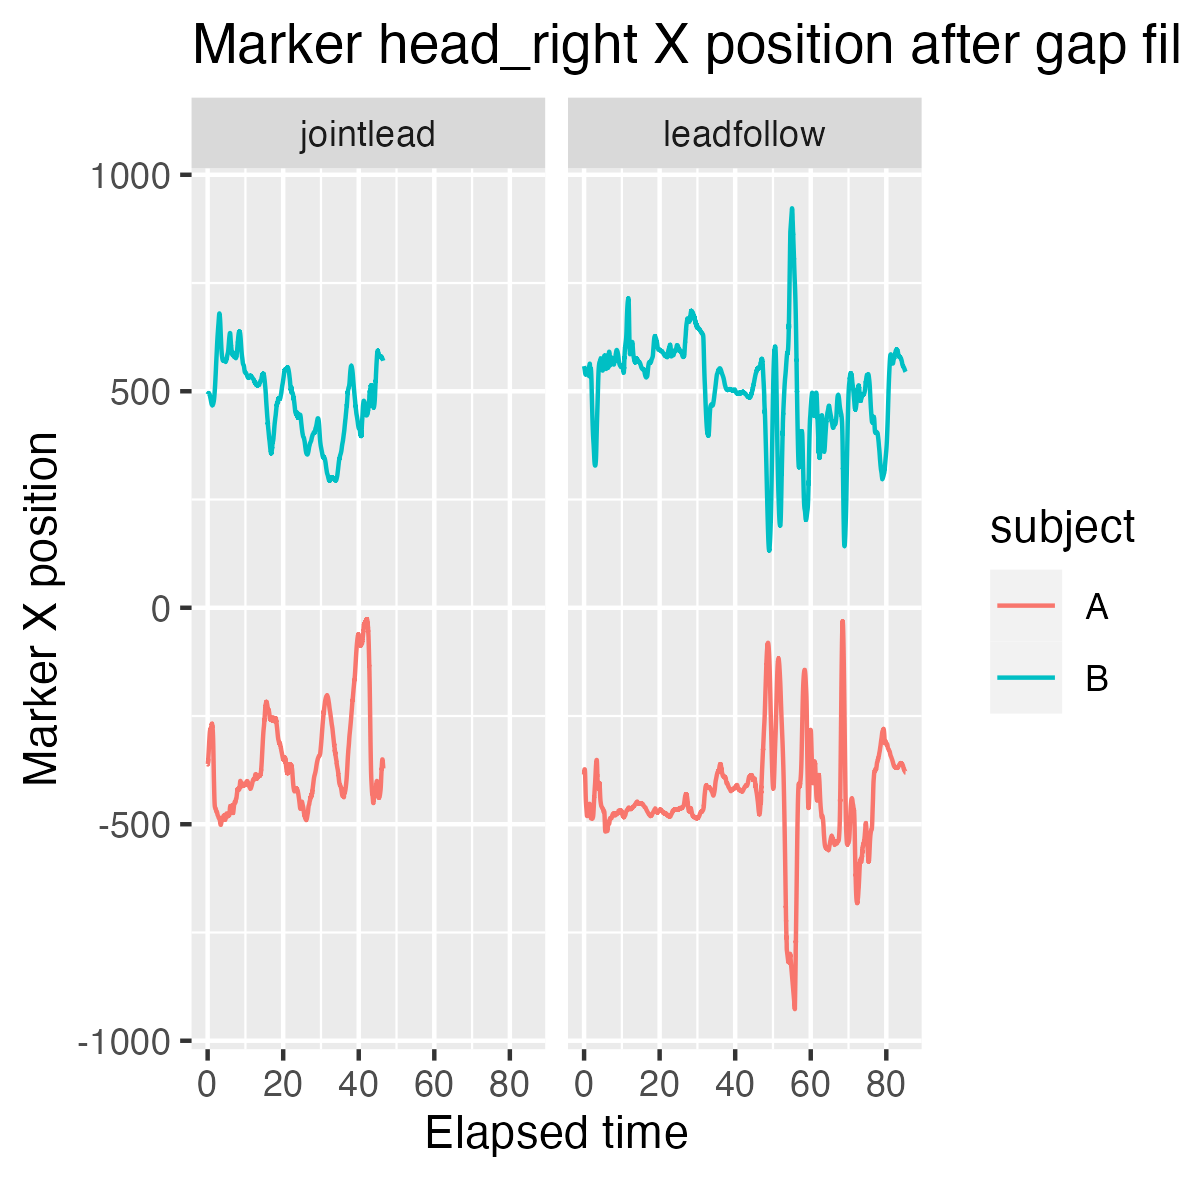 Marker head_right X position after gap fil
jointlead
leadfollow
1000
500
0
-500
-1000
Marker X position
0 20 40 60 80
0 20 40 60 80
Elapsed time
subject
A
B